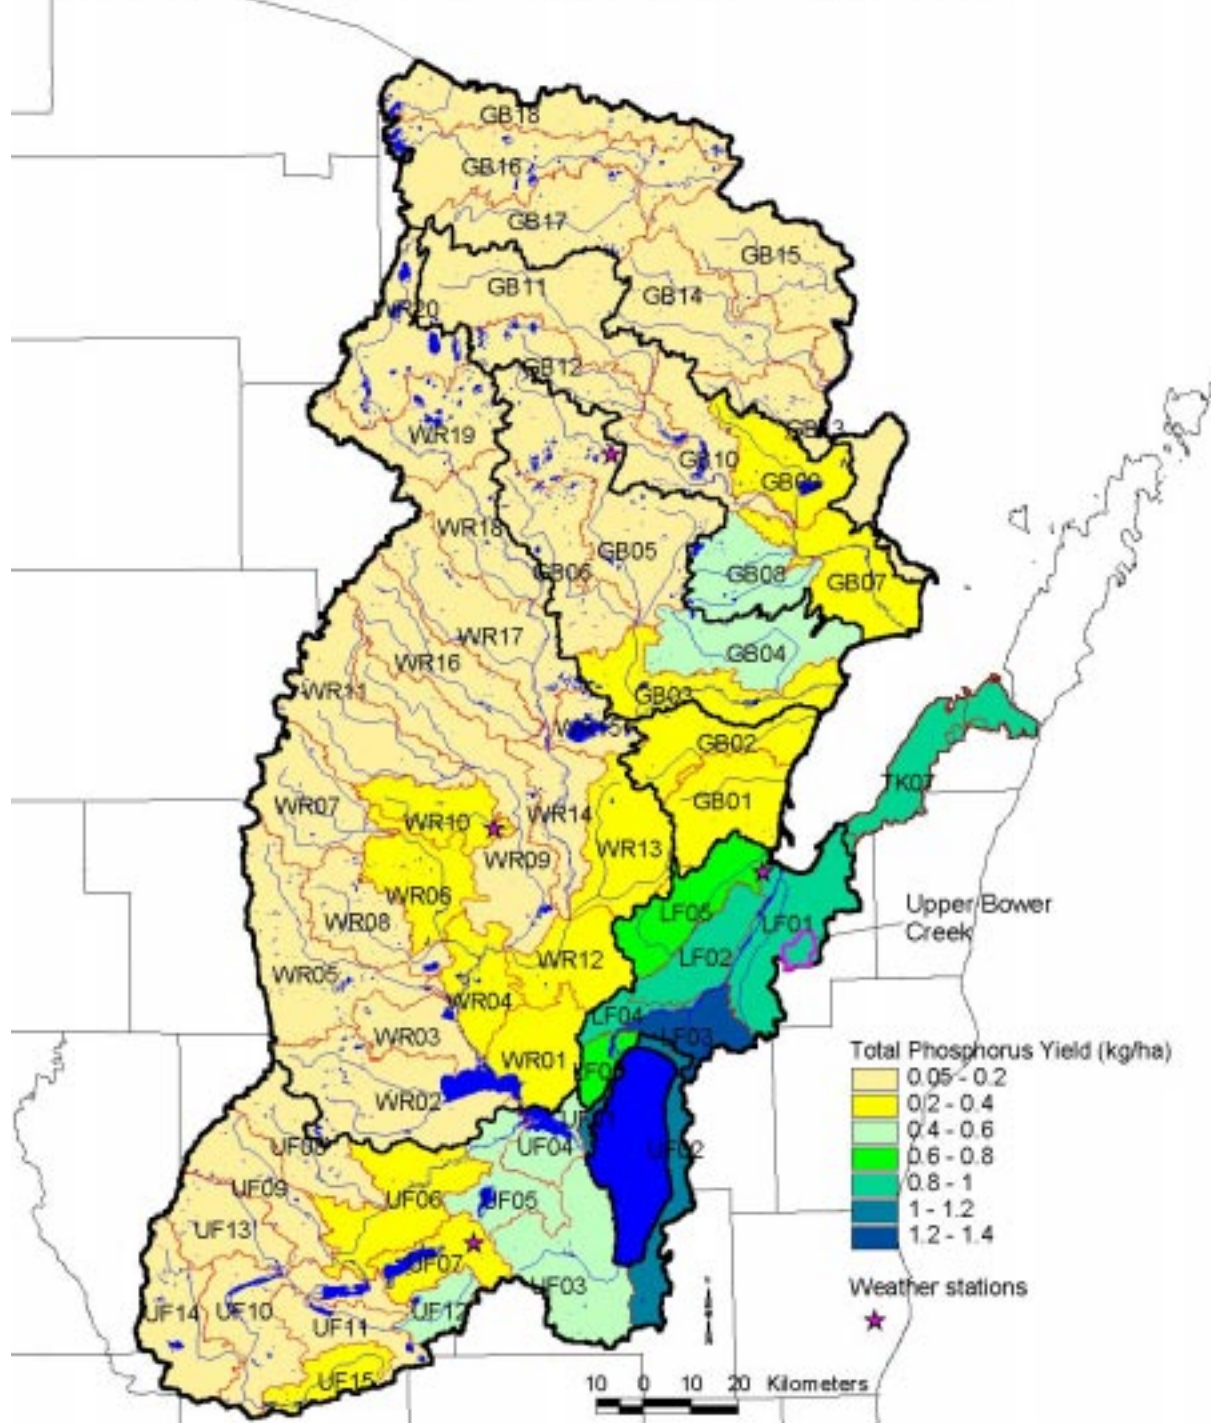 GB18
GB16
GB17
GB15
GB11
GB14
WR20
GB12
WR19
GB13
GB10
GB09
WR18
GB05
GB06
GB08
GB07
WR17
WR16
GB04
WR11
GB03
GB02
TK07
WR07
GB01
WR10
WR14
WR13
WR09
WR06
Upper Bower
Creek
LF05
WR08
LF01
LF02
WR12
WR05
WR04
LF04
WR03
LF03
Total Phosphorus Yield (kg/ha)
WR01
0.05 - 0.2
WR02
0.2 - 0.4
0.4 - 0.6
UF04
UF02
0.6 - 0.8
UF09
UF06
UF05
0.8 - 1
1 - 1.2
UF13
1.2 - 1.4
UF07
Weather stations
UF03
UF14
UF10
UF12
UF11
UF15
10 0 10 20 Kilometers